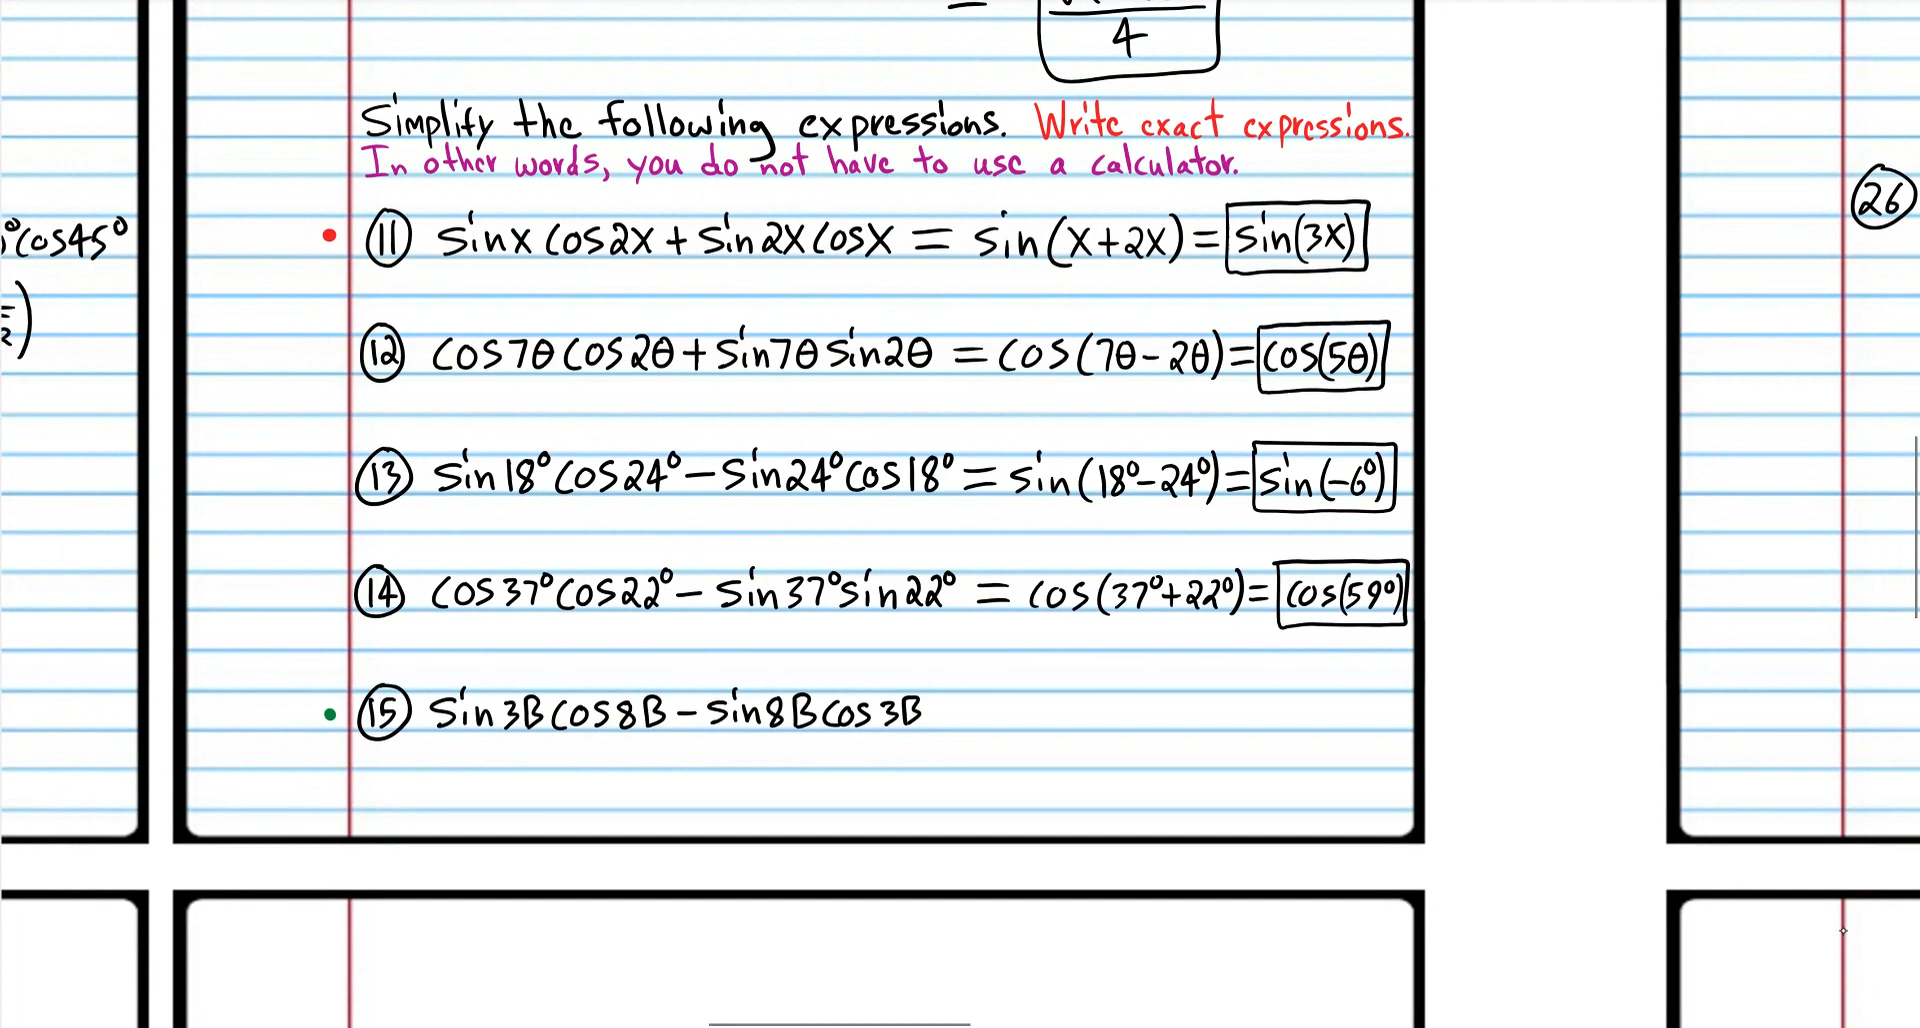 =
4
Simplify the following expressions. Write exact expressions.
In other words, you do not have to use a calculator.
cos45°
26
11 sinx cos2x + sin2x cosx = sin(x+2x) = sin(3x)
12 cos7θ cos2θ + sin7θ sin2θ = cos(7θ - 2θ) = cos(5θ)
13 sin18° cos24° - sin24° cos18° = sin(18° - 24°) = sin(-6°)
14 cos37° cos22° - sin37° sin22° = cos(37° + 22°) = cos(59°)
15 sin3B cos8B - sin8B cos3B